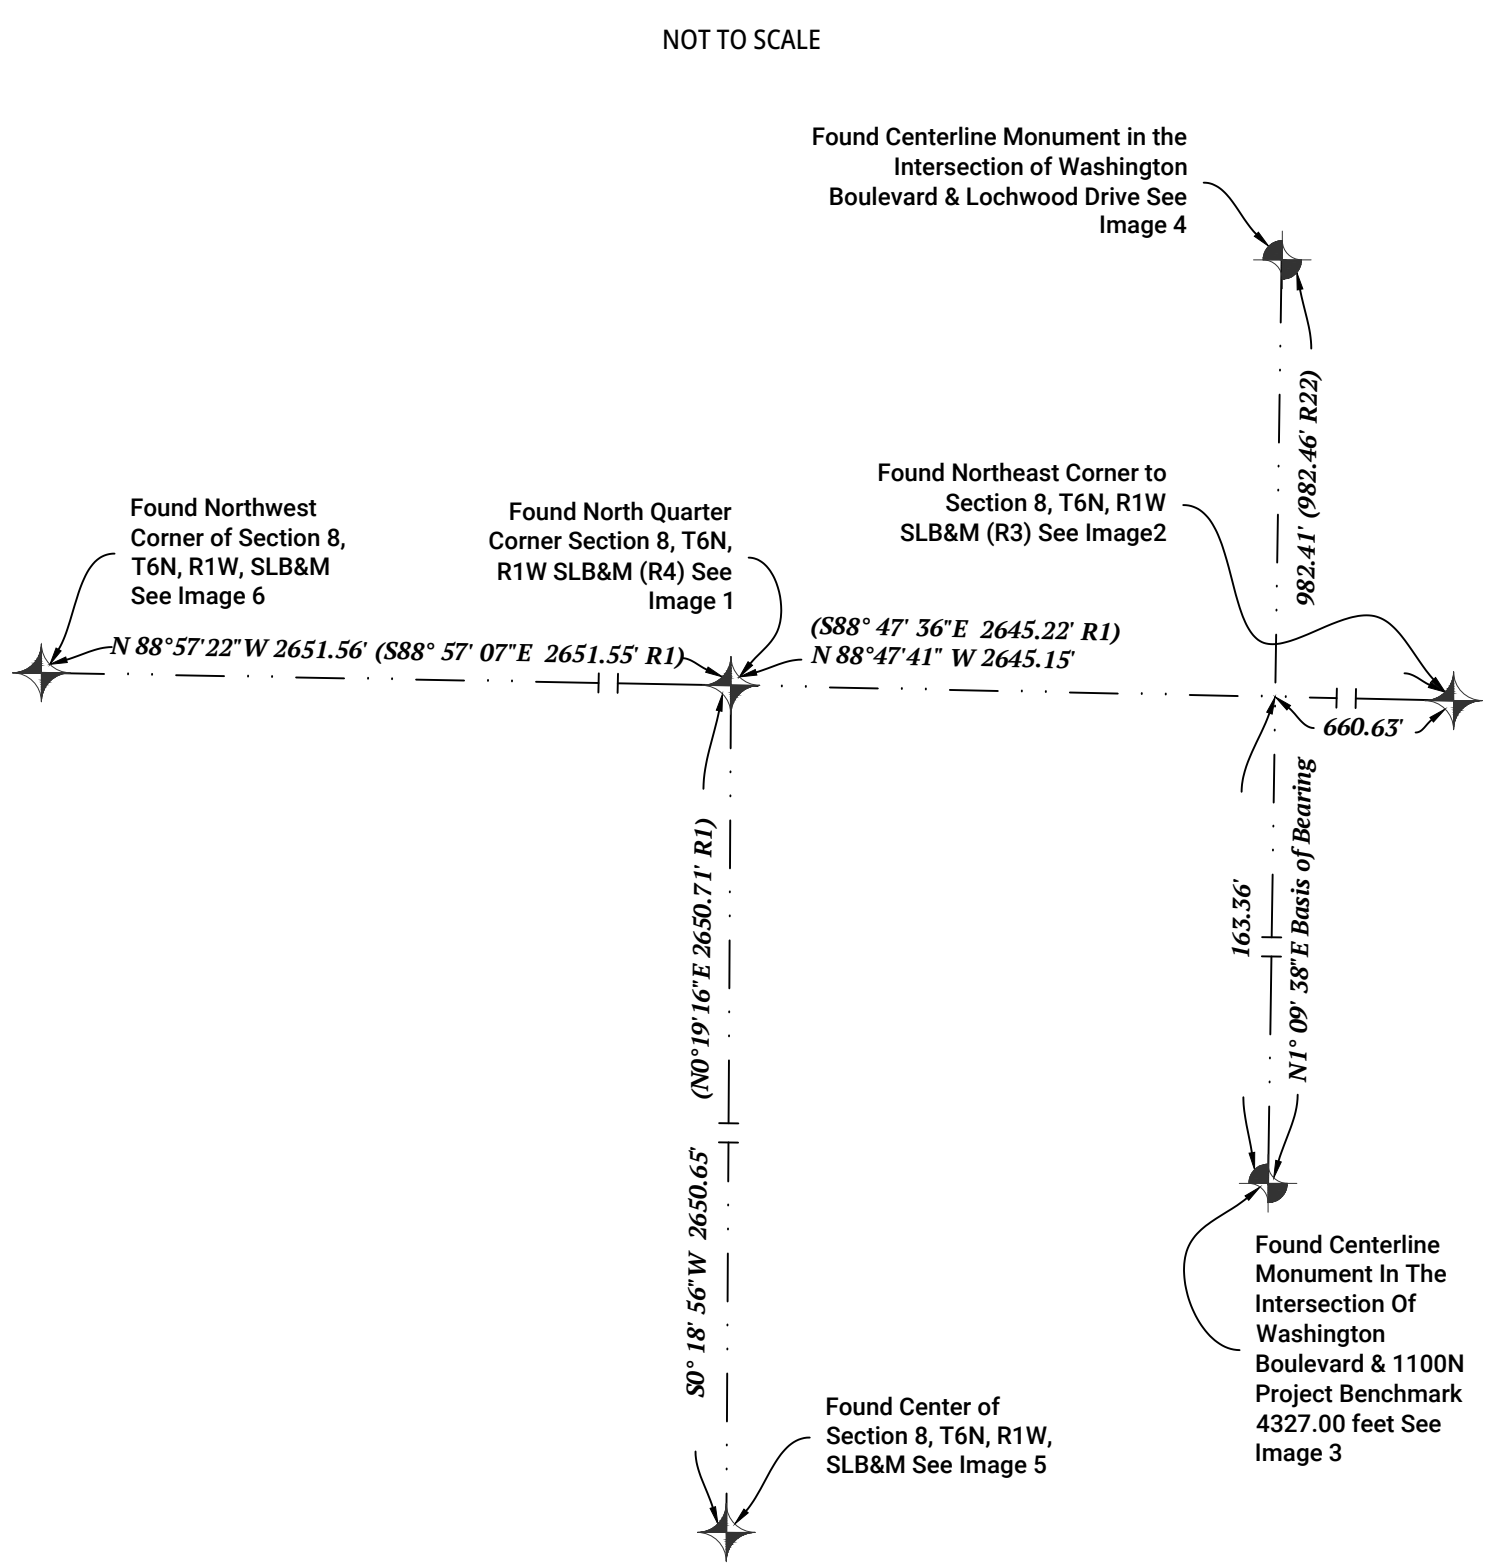 NOT TO SCALE
Found Centerline Monument in the
Intersection of Washington
Boulevard & Lochwood Drive See
Image 4
982.41' (982.46' R22)
Found Northeast Corner to
Section 8, T6N, R1W
SLB&M (R3) See Image2
Found Northwest
Corner of Section 8,
T6N, R1W, SLB&M
See Image 6
Found North Quarter
Corner Section 8, T6N,
R1W SLB&M (R4) See
Image 1
N 88°57'22"W 2651.56' (S88° 57' 07"E 2651.55' R1)
(S88° 47' 36"E 2645.22' R1)
N 88°47'41" W 2645.15'
660.63'
(N0°19'16"E 2650.71' R1)
S0° 18' 56"W 2650.65'
163.36'
N1° 09' 38"E Basis of Bearing
Found Centerline
Monument In The
Intersection Of
Washington
Boulevard & 1100N
Project Benchmark
4327.00 feet See
Image 3
Found Center of
Section 8, T6N, R1W,
SLB&M See Image 5